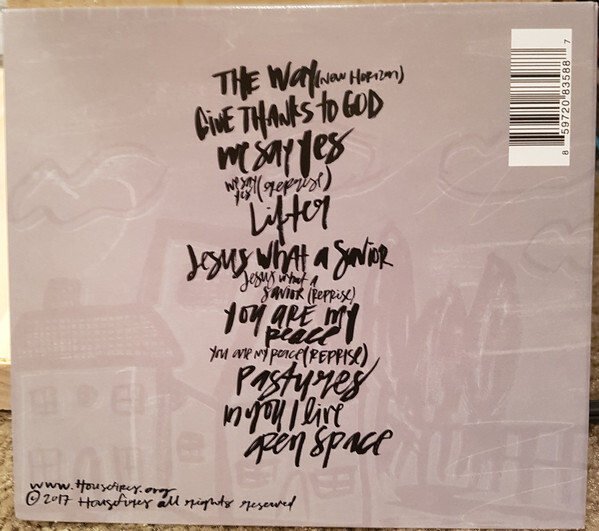 THE WAY (NEW HORIZON)
GIVE THANKS TO GOD
we say yes
we say yes (reprise)
Lifter
Jesus what a Savior
Jesus what a
Savior (REPRISE)
YOU ARE MY
peace
You are my peace (REPRISE)
Pastures
In you I live
open space
www.Housefires.org
© 2017 Housefires all rights reserved
8 59720 83588 7